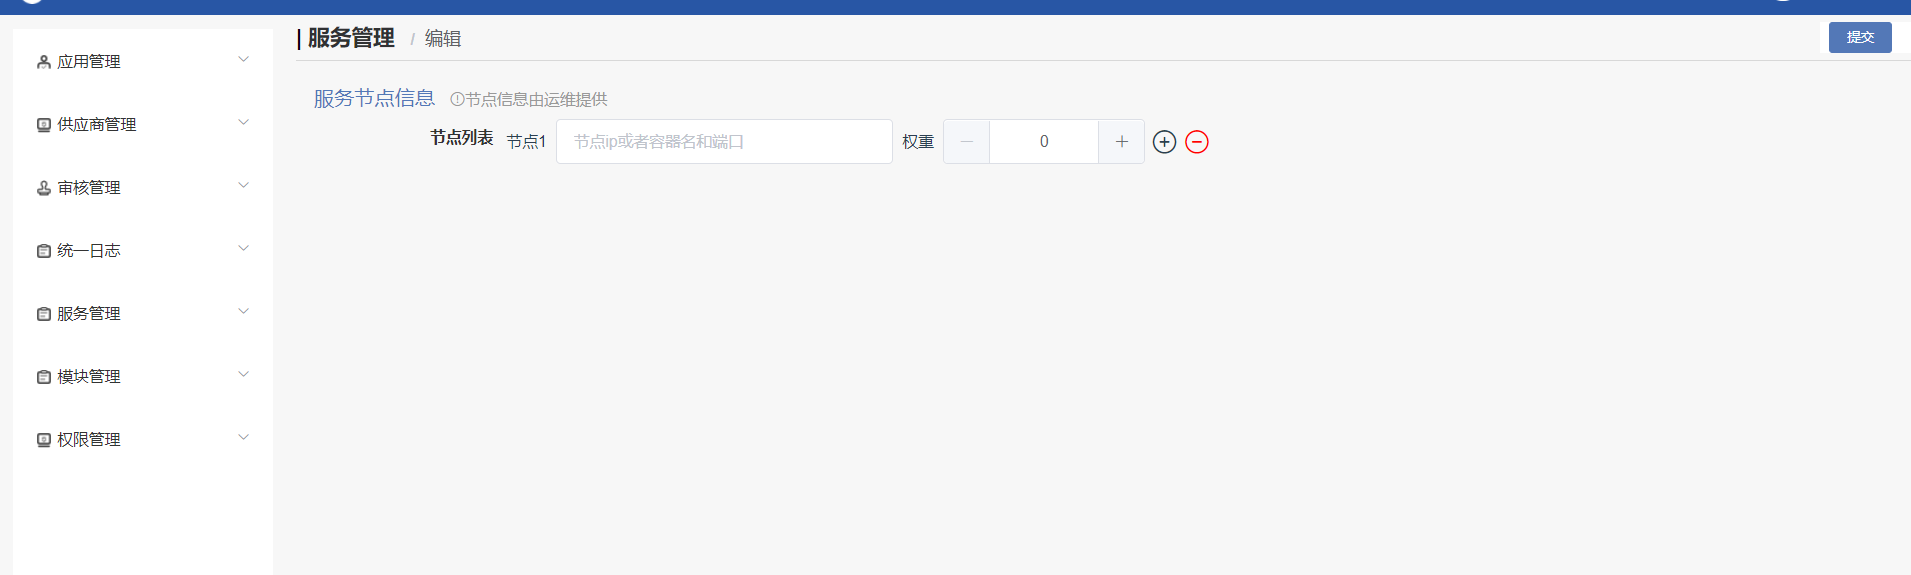 服务管理 / 编辑
提交
应用管理
供应商管理
审核管理
统一日志
服务管理
模块管理
权限管理
服务节点信息 节点信息由运维提供
节点列表 节点1 节点ip或者容器名和端口 权重 0